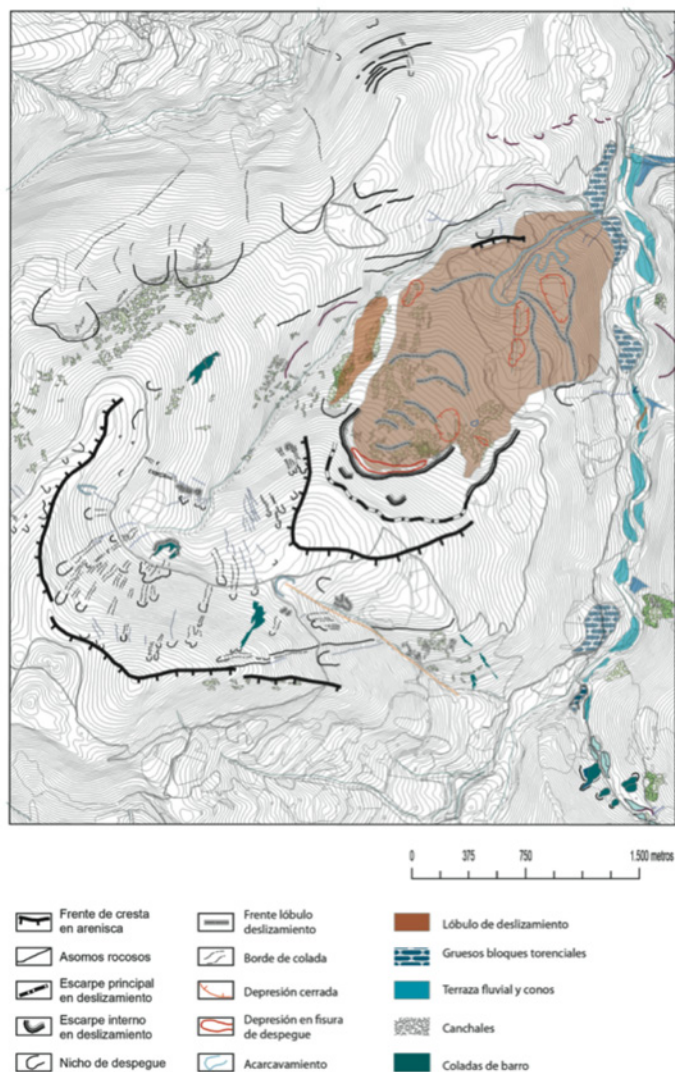 0 375 750 1.500 metros
Frente de cresta
en arenisca
Asomos rocosos
Escarpe principal
en deslizamiento
Escarpe interno
en deslizamiento
Nicho de despegue
Frente lóbulo
deslizamiento
Borde de colada
Depresión cerrada
Depresión en fisura
de despegue
Acarcavamiento
Lóbulo de deslizamiento
Gruesos bloques torenciales
Terraza fluvial y conos
Canchales
Coladas de barro